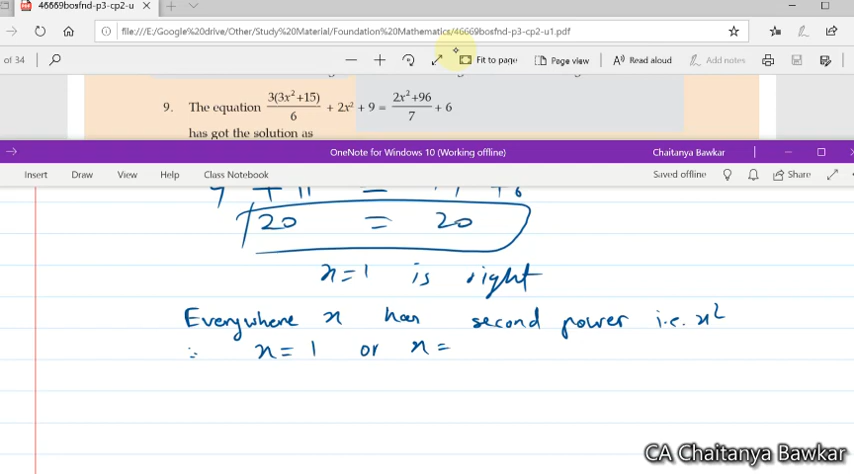 46669bosfnd-p3-cp2-u1.pdf
file:///E:/Google%20drive/Other/Study%20Material/Foundation%20Mathematics/46669bosfnd-p3-cp2-u1.pdf
of 34
Fit to page
Page view
Read aloud
Add notes
9. The equation 3(3x²+15)/6 + 2x² + 9 = 2x²+96/7 + 6
has got the solution as
OneNote for Windows 10 (Working offline)
Chaitanya Bawkar
Insert Draw View Help Class Notebook
Saved offline
Share
20 = 20
x=1 is right
Everywhere x has second power i.e. x²
∴ x = 1 or x =
CA Chaitanya Bawkar